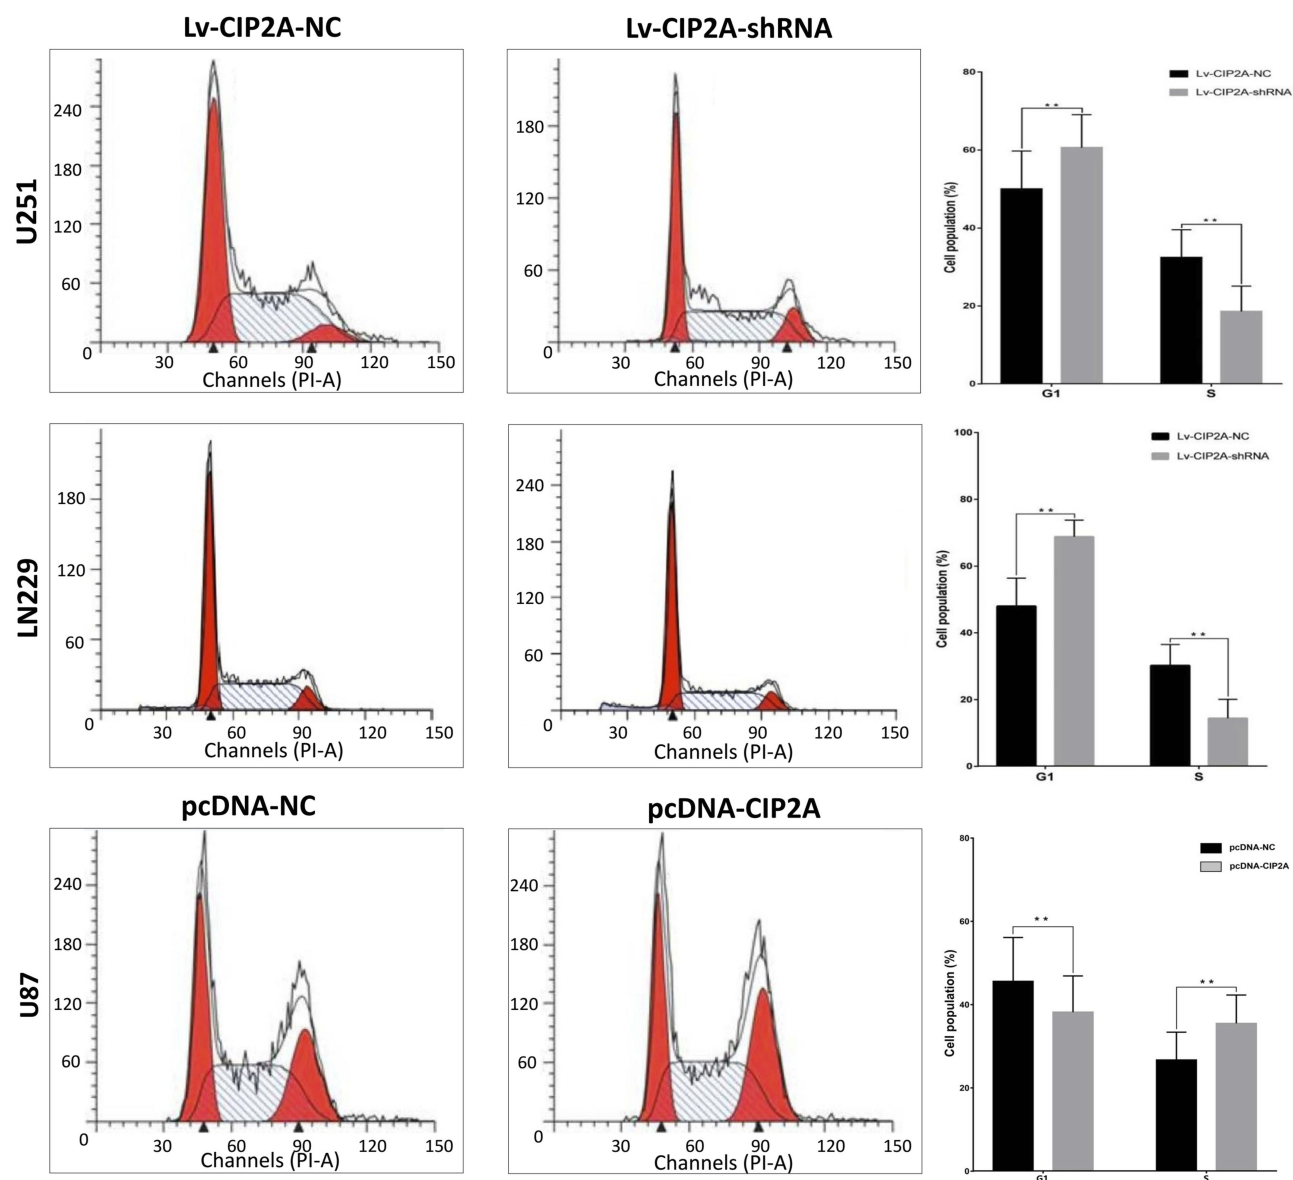 Lv-CIP2A-NC
Lv-CIP2A-shRNA
U251
240
180
120
60
0
30
60
90
120
150
Channels (PI-A)
180
120
60
0
30
60
90
120
150
Channels (PI-A)
80
60
40
20
0
Cell population (%)
Lv-CIP2A-NC
Lv-CIP2A-shRNA
**
**
G1
S
LN229
180
120
60
0
30
60
90
120
150
Channels (PI-A)
240
180
120
60
0
30
60
90
120
150
Channels (PI-A)
100
80
60
40
20
0
Cell population (%)
Lv-CIP2A-NC
Lv-CIP2A-shRNA
**
**
G1
S
pcDNA-NC
pcDNA-CIP2A
U87
240
180
120
60
0
30
60
90
120
150
Channels (PI-A)
240
180
120
60
0
30
60
90
120
150
Channels (PI-A)
80
60
40
20
0
Cell population (%)
pcDNA-NC
pcDNA-CIP2A
**
**
G1
S